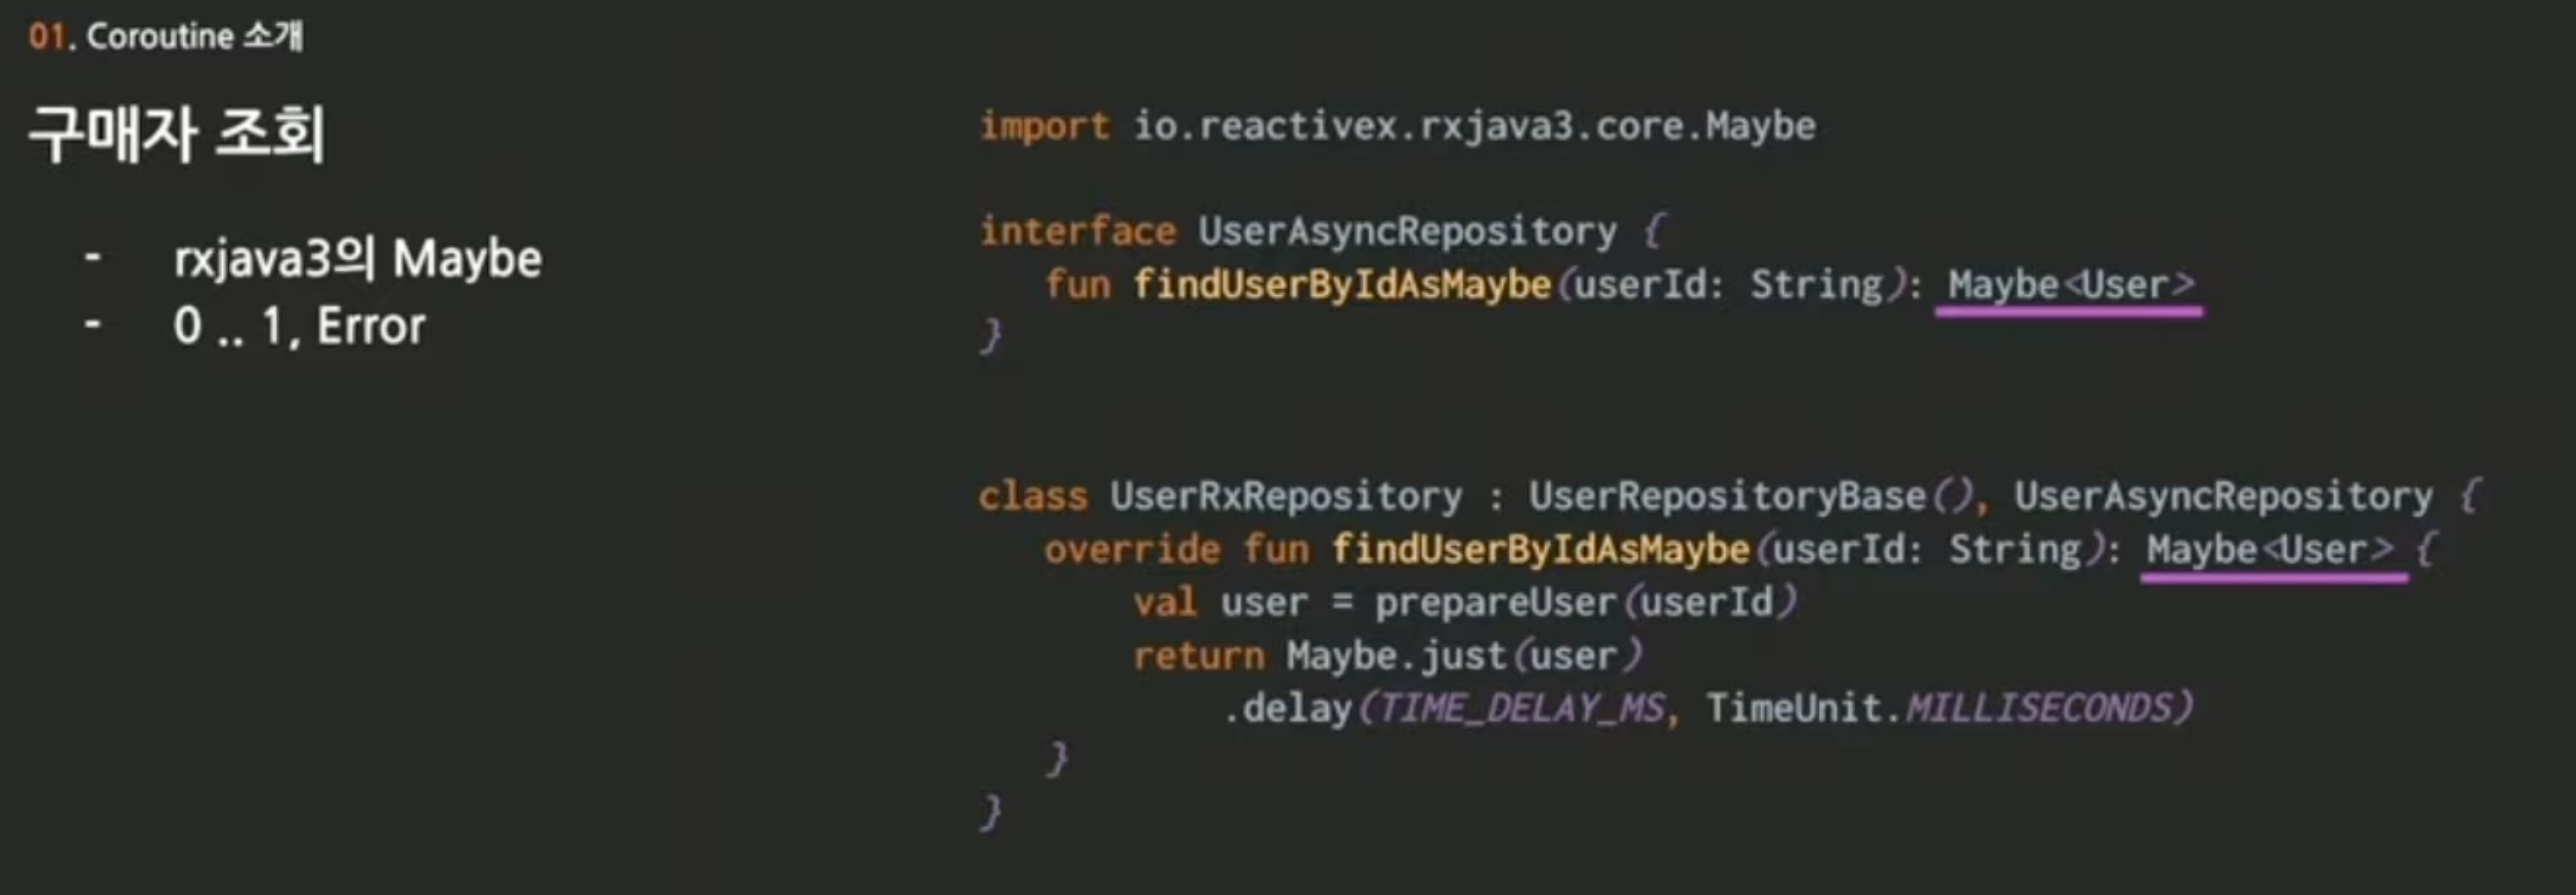 01. Coroutine 소개
구매자 조회
- rxjava3의 Maybe
- 0 .. 1, Error
import io.reactivex.rxjava3.core.Maybe
interface UserAsyncRepository {
fun findUserByIdAsMaybe(userId: String): Maybe<User>
}
class UserRxRepository : UserRepositoryBase(), UserAsyncRepository {
override fun findUserByIdAsMaybe(userId: String): Maybe<User> {
val user = prepareUser(userId)
return Maybe.just(user)
.delay(TIME_DELAY_MS, TimeUnit.MILLISECONDS)
}
}